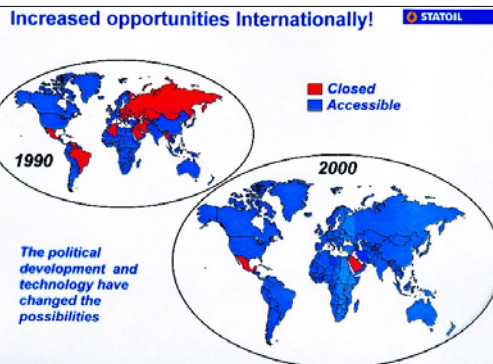 Increased opportunities Internationally!
STATOIL
Closed
Accessible
1990
2000
The political
development and
technology have
changed the
possibilities